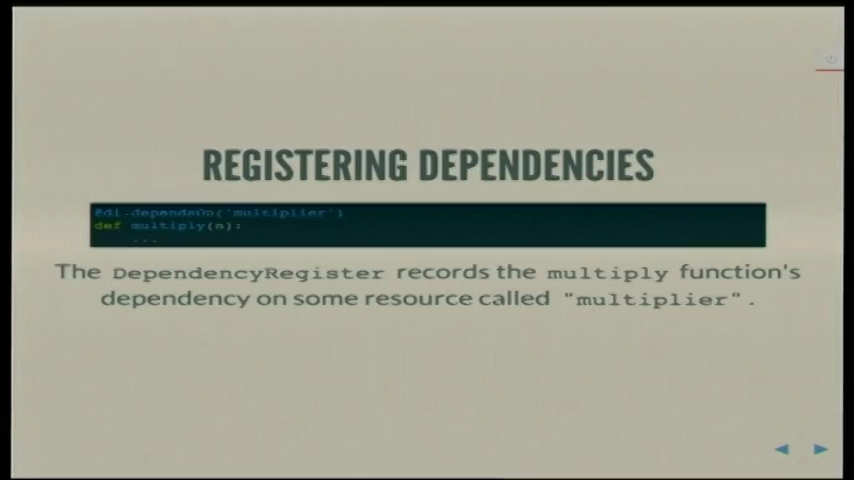 REGISTERING DEPENDENCIES
@di.dependsOn('multiplier')
def multiply(n):
...
The DependencyRegister records the multiply function's
dependency on some resource called "multiplier".